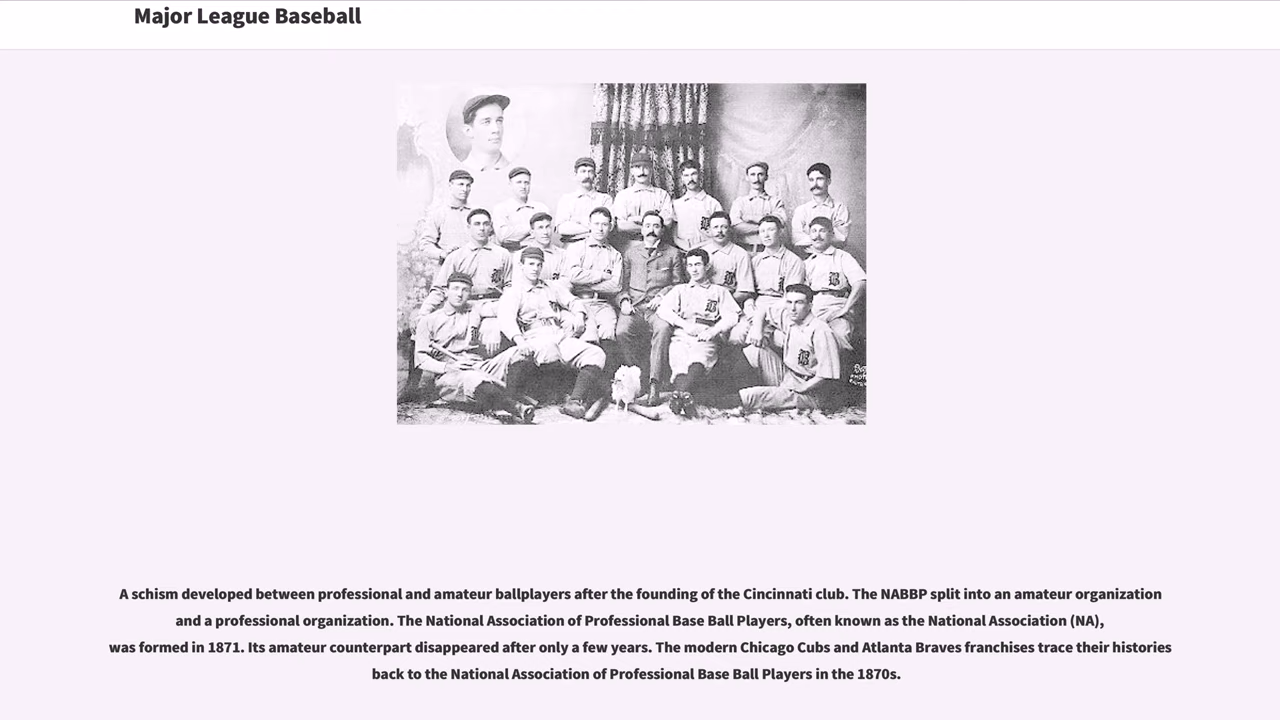 Major League Baseball
A schism developed between professional and amateur ballplayers after the founding of the Cincinnati club. The NABBP split into an amateur organization
and a professional organization. The National Association of Professional Base Ball Players, often known as the National Association (NA),
was formed in 1871. Its amateur counterpart disappeared after only a few years. The modern Chicago Cubs and Atlanta Braves franchises trace their histories
back to the National Association of Professional Base Ball Players in the 1870s.